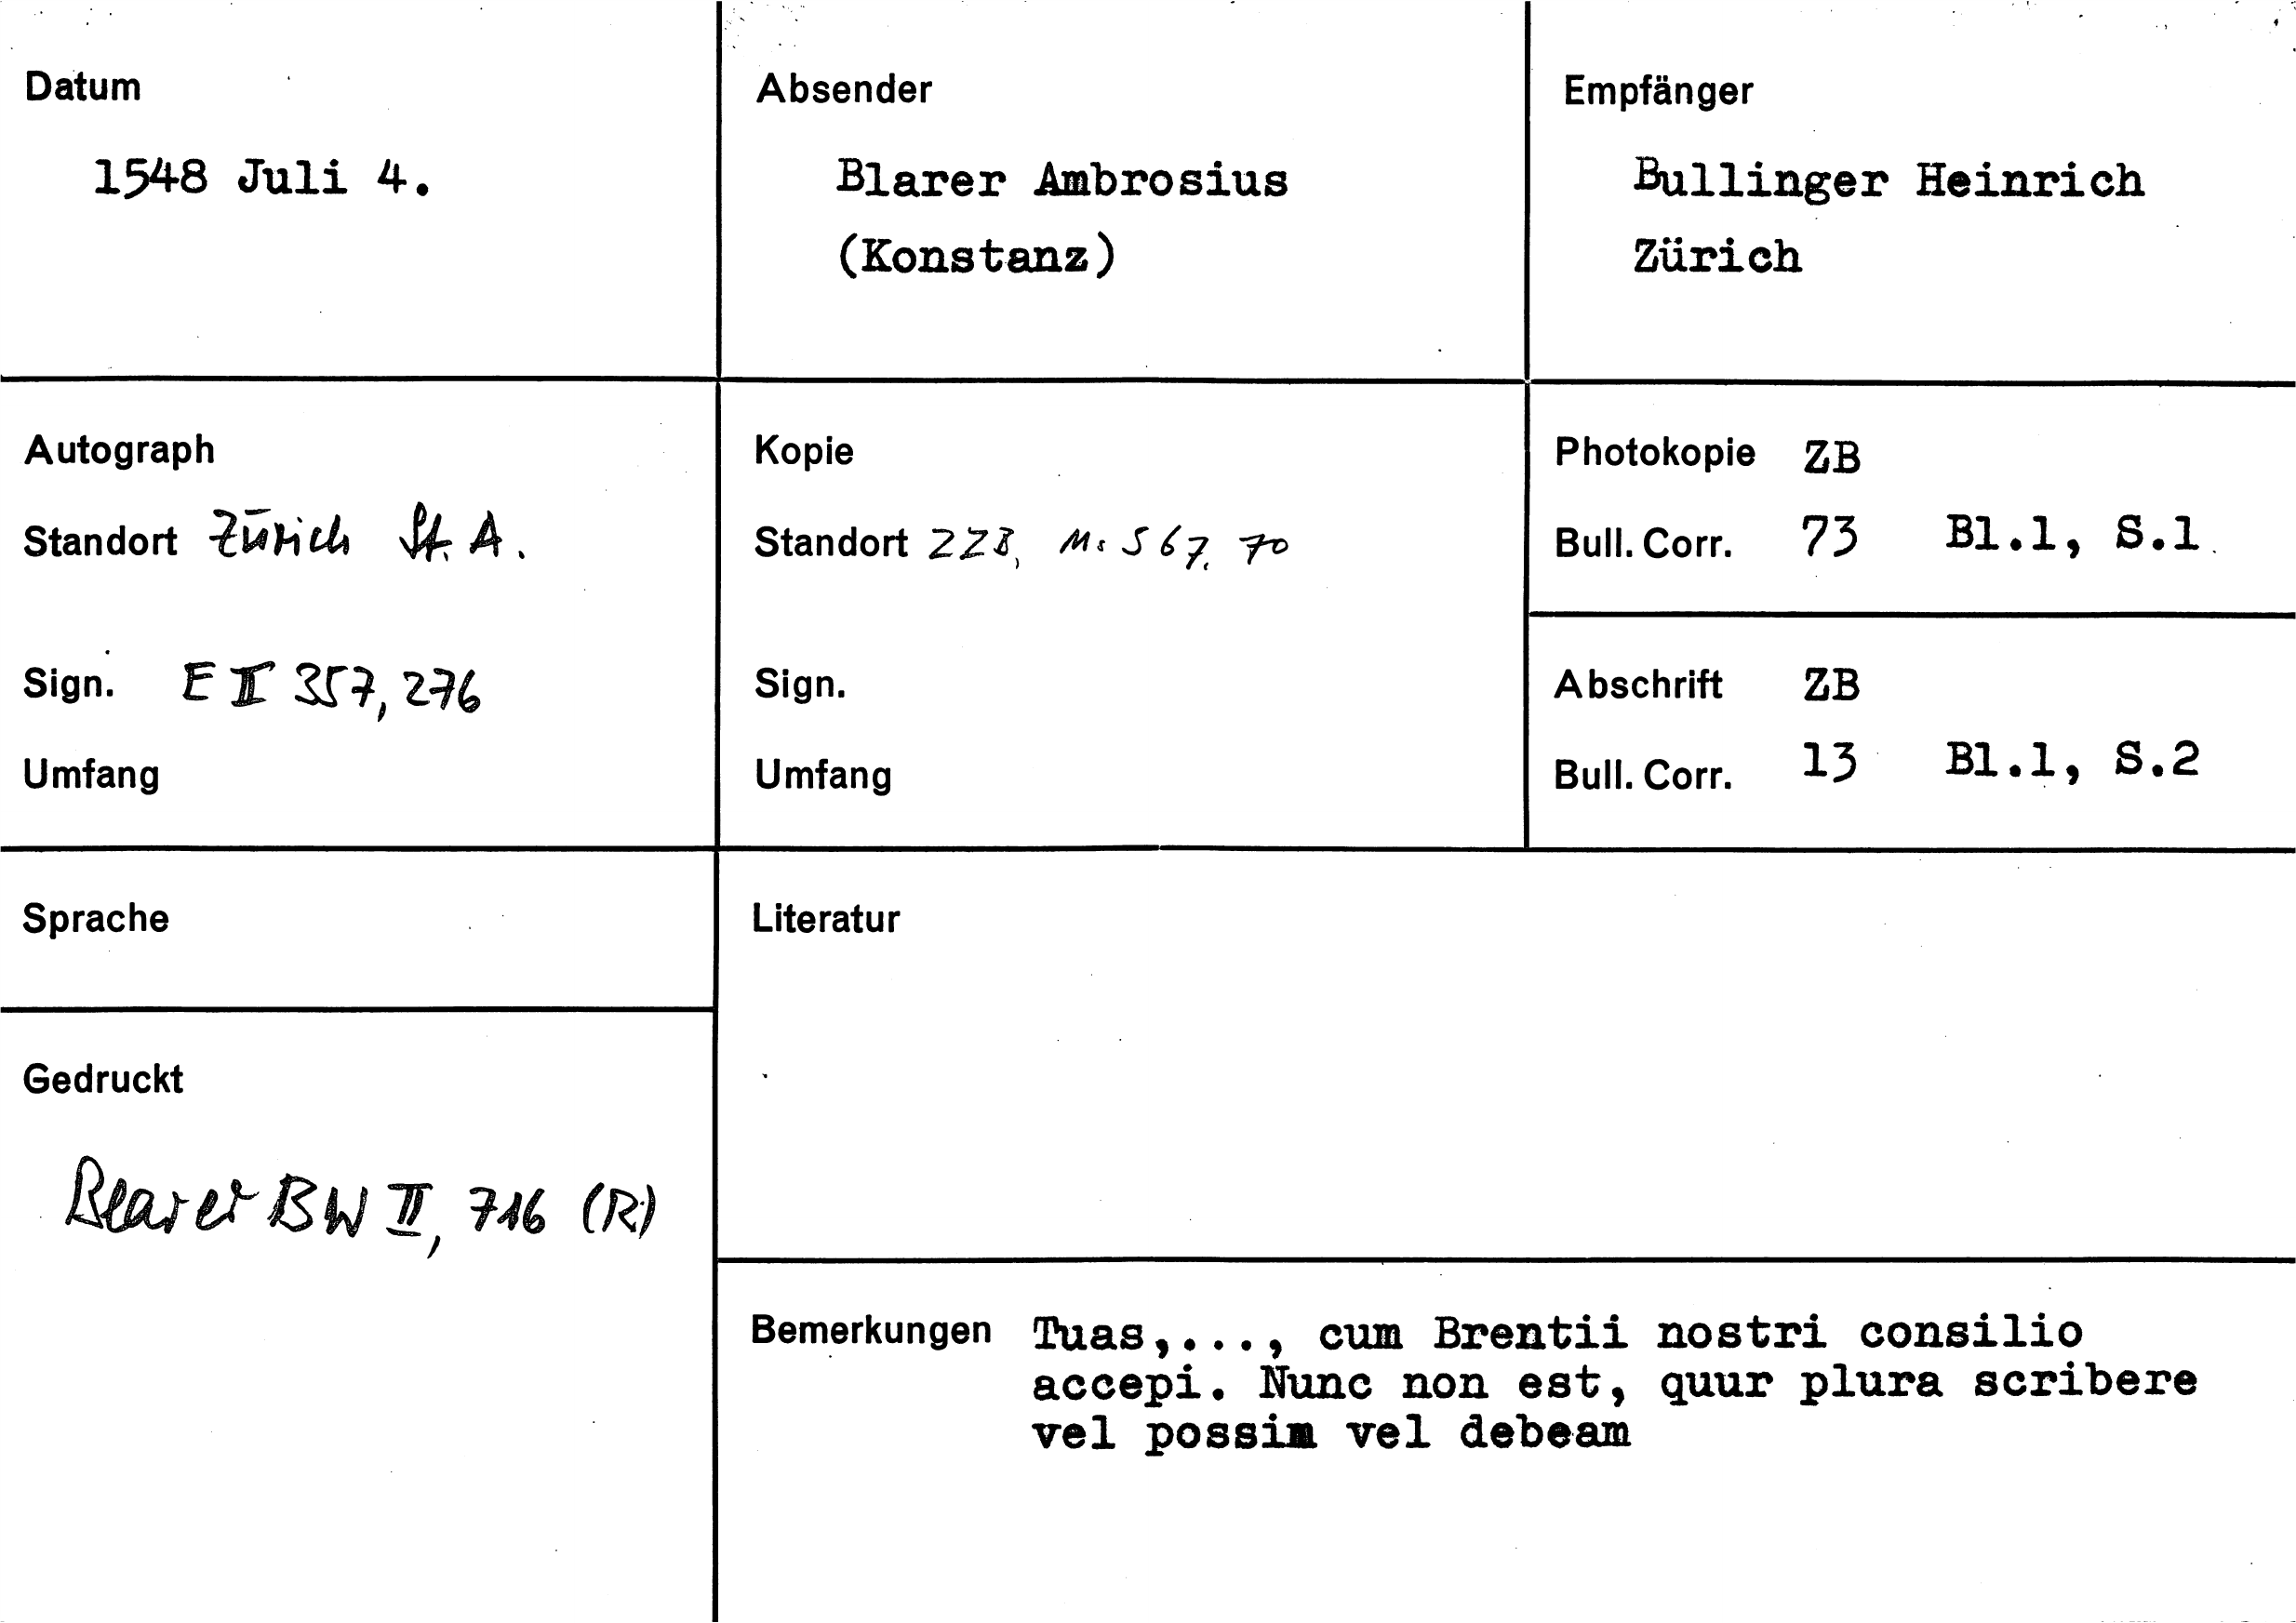 Datum
1548 Juli 4.
Absender
Blarer Ambrosius
(Konstanz)
Empfänger
Bullinger Heinrich
Zürich
Autograph
Standort Zürich St. A.
Sign. E II 357, 276
Umfang
Kopie
Standort ZZB, Ms S 67, 70
Sign.
Umfang
Photokopie ZB
Bull. Corr. 73 Bl.1, S.1
Abschrift ZB
Bull. Corr. 13 Bl.1, S.2
Sprache
Literatur
Gedruckt
Blarer BW II, 716 (R)
Bemerkungen Tuas,..., cum Brentii nostri consilio
accepi. Nunc non est, quur plura scribere
vel possim vel debeam